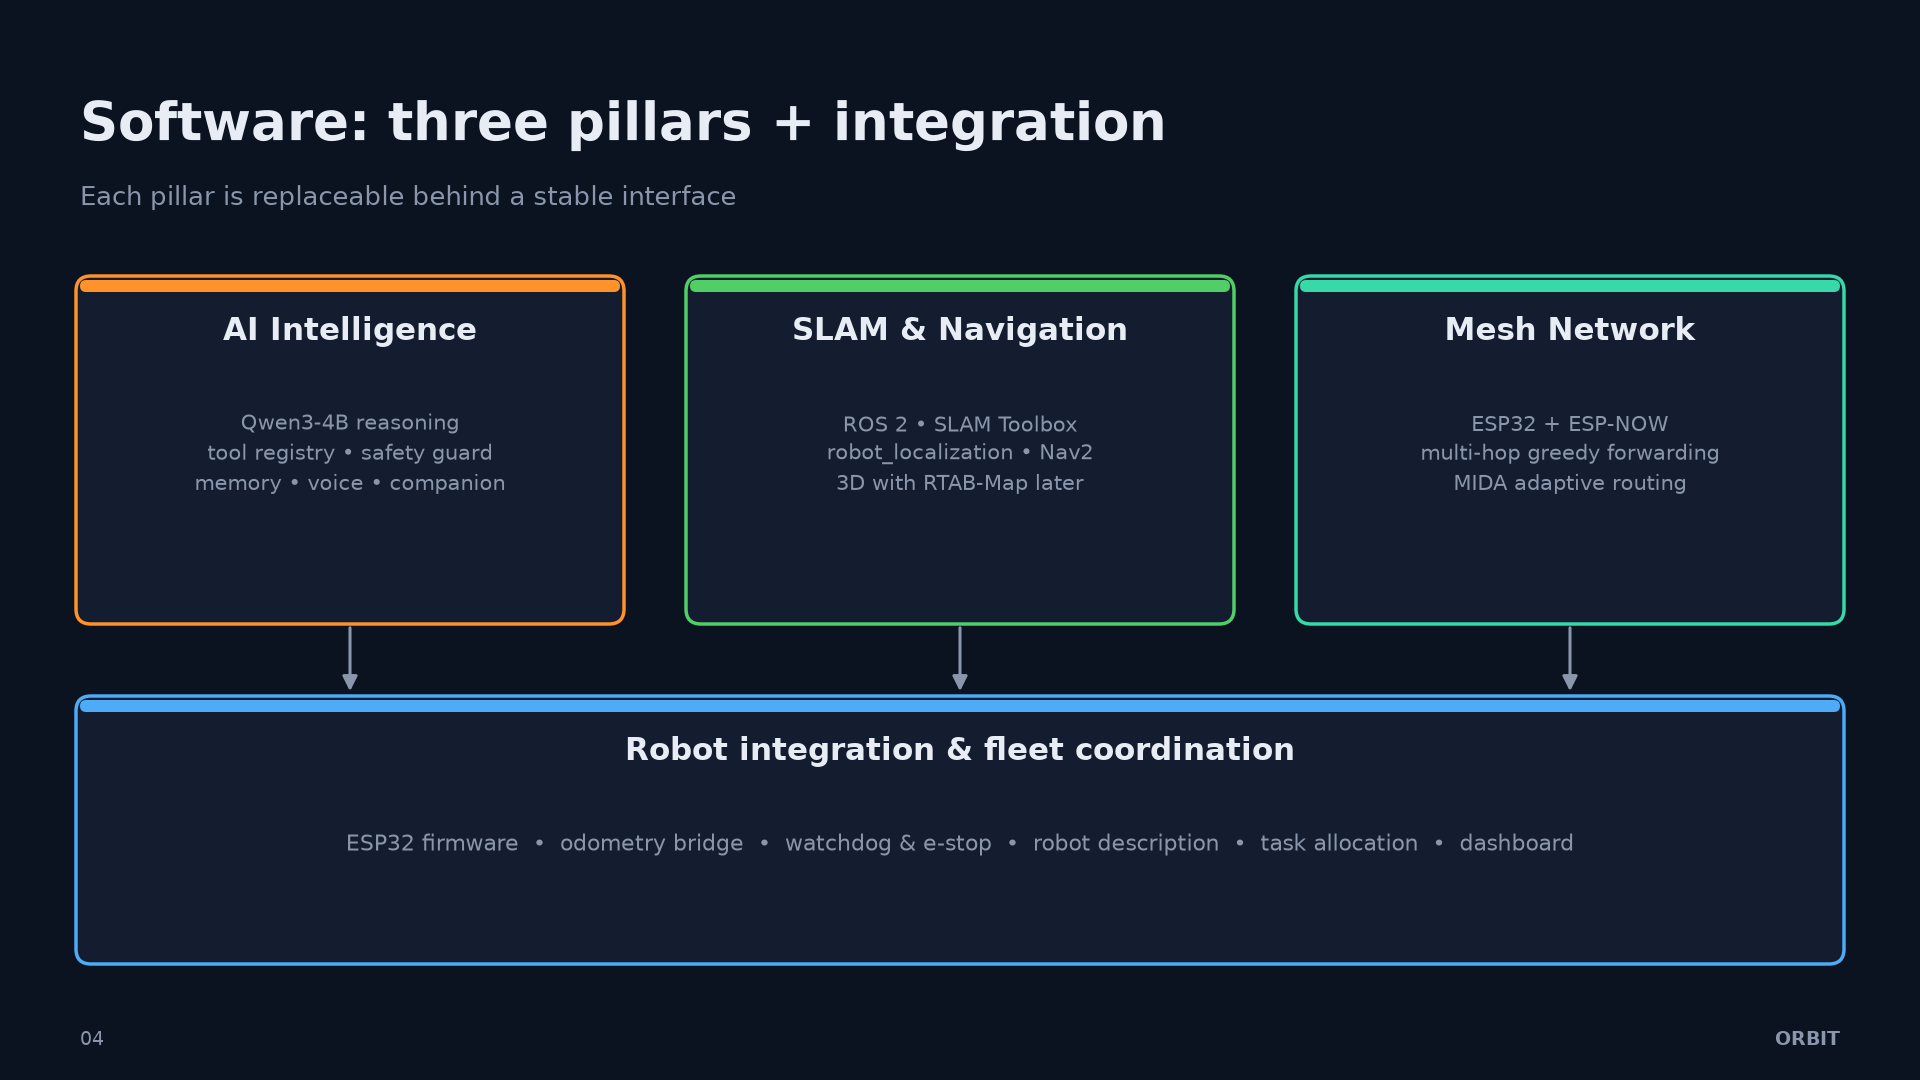 Software: three pillars + integration
Each pillar is replaceable behind a stable interface
AI Intelligence
Qwen3-4B reasoning
tool registry • safety guard
memory • voice • companion
SLAM & Navigation
ROS 2 • SLAM Toolbox
robot_localization • Nav2
3D with RTAB-Map later
Mesh Network
ESP32 + ESP-NOW
multi-hop greedy forwarding
MIDA adaptive routing
Robot integration & fleet coordination
ESP32 firmware • odometry bridge • watchdog & e-stop • robot description • task allocation • dashboard
04
ORBIT